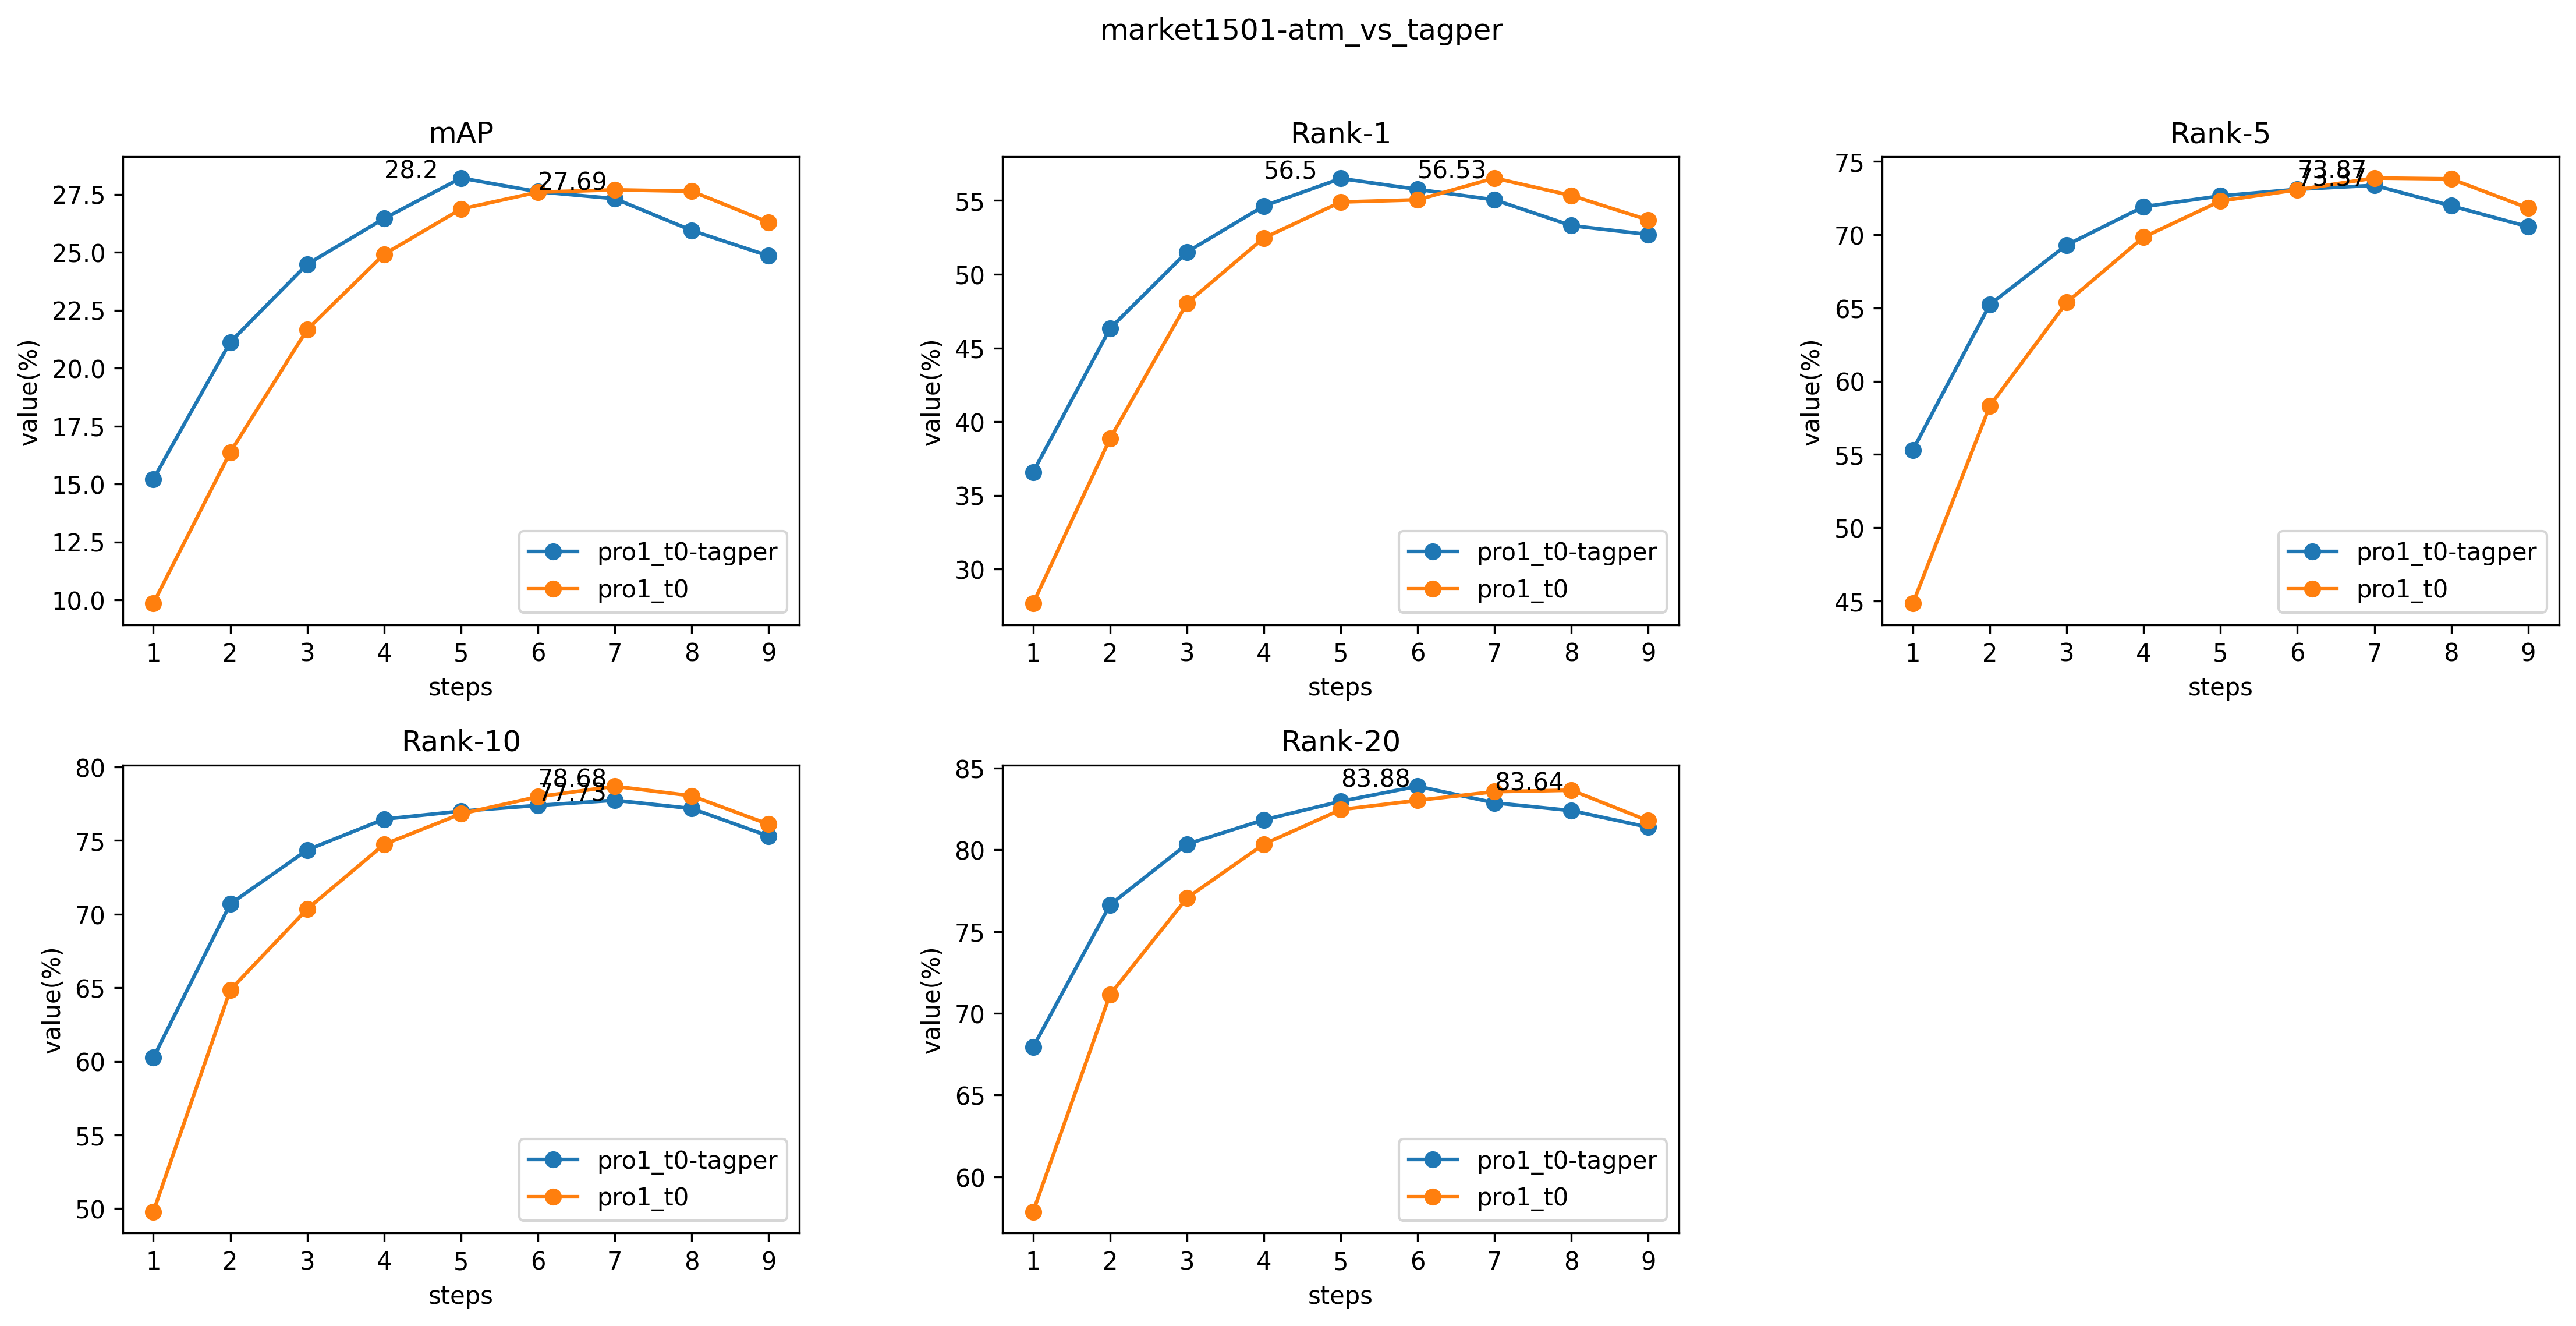 market1501-atm_vs_tagper
mAP
28.2
27.69
27.5
25.0
22.5
20.0
17.5
15.0
12.5
10.0
value(%)
pro1_t0-tagper
pro1_t0
1 2 3 4 5 6 7 8 9
steps
Rank-1
56.5
56.53
55
50
45
40
35
30
value(%)
pro1_t0-tagper
pro1_t0
1 2 3 4 5 6 7 8 9
steps
Rank-5
73.87
73.37
75
70
65
60
55
50
45
value(%)
pro1_t0-tagper
pro1_t0
1 2 3 4 5 6 7 8 9
steps
Rank-10
78.68
77.73
80
75
70
65
60
55
50
value(%)
pro1_t0-tagper
pro1_t0
1 2 3 4 5 6 7 8 9
steps
Rank-20
83.88
83.64
85
80
75
70
65
60
value(%)
pro1_t0-tagper
pro1_t0
1 2 3 4 5 6 7 8 9
steps